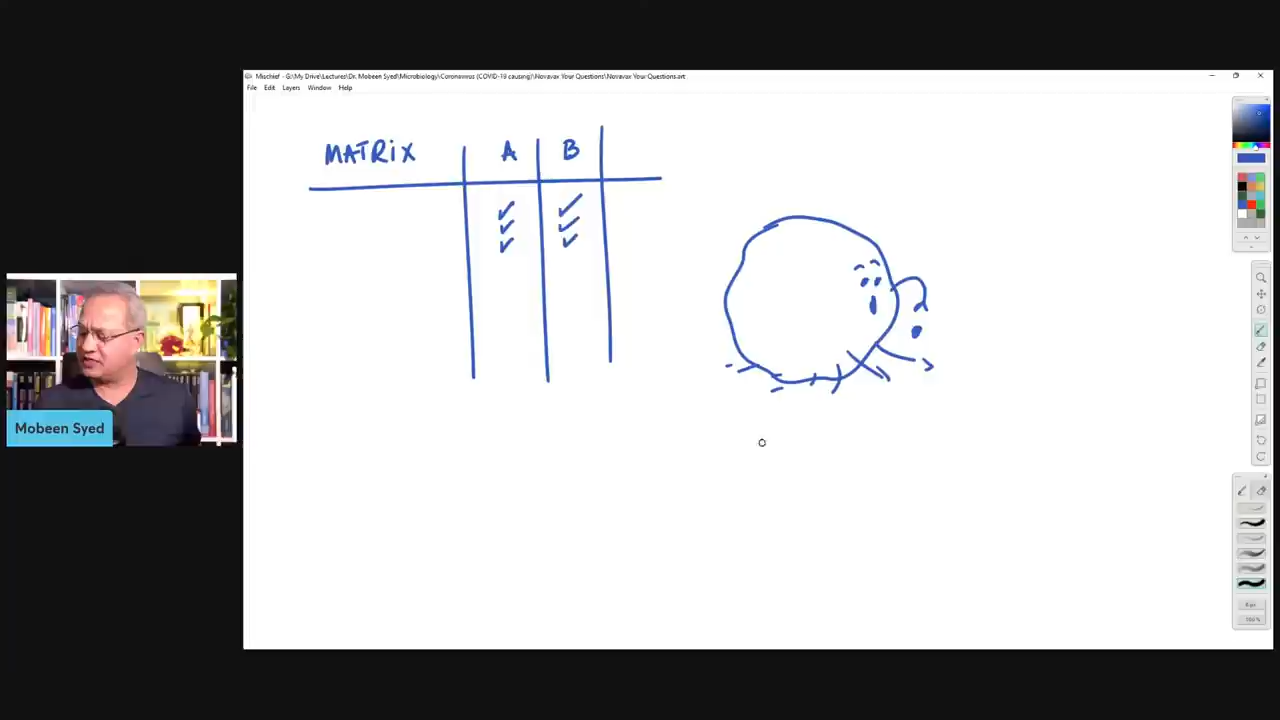 Mischief - G:\My Drive\Lectures\Dr. Mobeen Syed\Microbiology\Coronavirus (COVID-19 causing)\Novavax Your Questions\Novavax Your Questions.art
File Edit Layers Window Help
MATRIX A B
Mobeen Syed